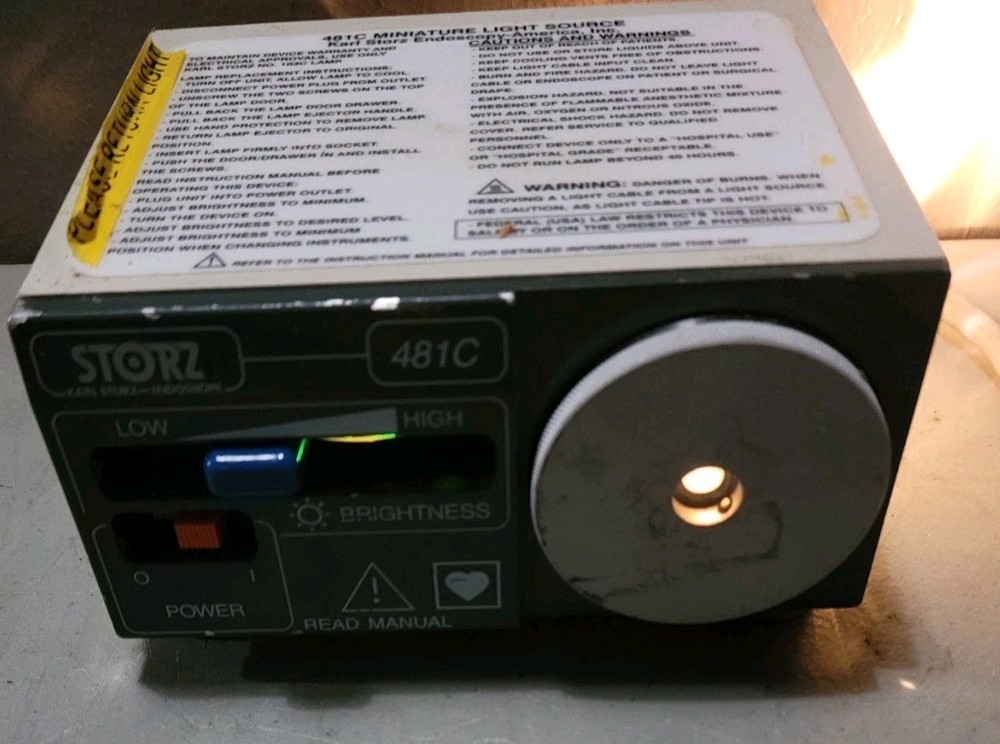 481C MINIATURE LIGHT SOURCE
Karl Storz Endoscopy-America, Inc.
PLEASE RETURN LIGHT
TO MAINTAIN DEVICE WARRANTY AND
ELECTRICAL APPROVALS, USE ONLY
KARL STORZ
LAMP
LAMP REPLACEMENT INSTRUCTIONS:
- TURN OFF UNIT, ALLOW LAMP TO COOL.
- DISCONNECT POWER PLUG FROM OUTLET.
- UNSCREW THE TWO SCREWS ON THE TOP
OF THE LAMP DOOR.
- PULL BACK THE LAMP DOOR DRAWER.
- PULL BACK THE LAMP EJECTOR HANDLE.
- USE HAND PROTECTION TO REMOVE LAMP.
- RETURN LAMP EJECTOR TO ORIGINAL
POSITION.
- INSERT LAMP FIRMLY INTO SOCKET.
- PUSH THE DOOR/DRAWER IN AND INSTALL
THE SCREWS.
READ INSTRUCTION MANUAL BEFORE
OPERATING THIS DEVICE:
- PLUG UNIT INTO POWER OUTLET.
- ADJUST BRIGHTNESS TO MINIMUM.
- TURN THE DEVICE ON.
- ADJUST BRIGHTNESS TO DESIRED LEVEL
- ADJUST BRIGHTNESS TO MINIMUM
POSITION WHEN CHANGING INSTRUMENTS.
CAUTIONS AND WARNINGS
- KEEP OUT OF REACH OF PATIENTS.
- DO NOT USE OR STORE LIQUIDS ABOVE UNIT.
- KEEP COOLING VENTS FREE OF OBSTRUCTIONS.
- KEEP LIGHT CABLE INPUT CLEAN.
- BURN AND FIRE HAZARD. DO NOT LEAVE LIGHT
CABLE OR ENDOSCOPE ON PATIENT OR SURGICAL
DRAPE.
- EXPLOSION HAZARD. NOT SUITABLE IN THE
PRESENCE OF FLAMMABLE ANESTHETIC MIXTURE
WITH AIR, OXYGEN OR NITROUS OXIDE.
- ELECTRICAL SHOCK HAZARD. DO NOT REMOVE
COVER. REFER SERVICE TO QUALIFIED
PERSONNEL.
- CONNECT DEVICE ONLY TO A "HOSPITAL USE"
OR "HOSPITAL GRADE" RECEPTABLE.
- DO NOT RUN LAMP BEYOND 40 HOURS.
WARNING: DANGER OF BURNS. WHEN
REMOVING A LIGHT CABLE FROM A LIGHT SOURCE
USE CAUTION, AS LIGHT CABLE TIP IS HOT.
- FEDERAL (USA) LAW RESTRICTS THIS DEVICE TO
SALE BY OR ON THE ORDER OF A PHYSICIAN.
REFER TO THE INSTRUCTION MANUAL FOR DETAILED INFORMATION ON THIS UNIT
STORZ
KARL STORZ-ENDOSKOPE
481C
LOW
HIGH
BRIGHTNESS
O I
POWER
READ MANUAL